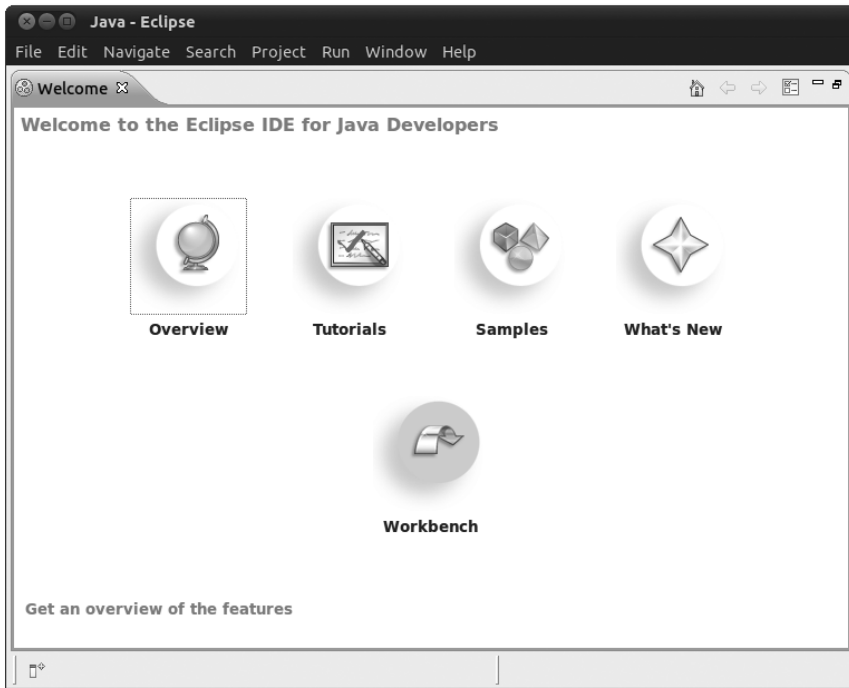 Java - Eclipse
File Edit Navigate Search Project Run Window Help
Welcome
Welcome to the Eclipse IDE for Java Developers
Overview Tutorials Samples What's New
Workbench
Get an overview of the features